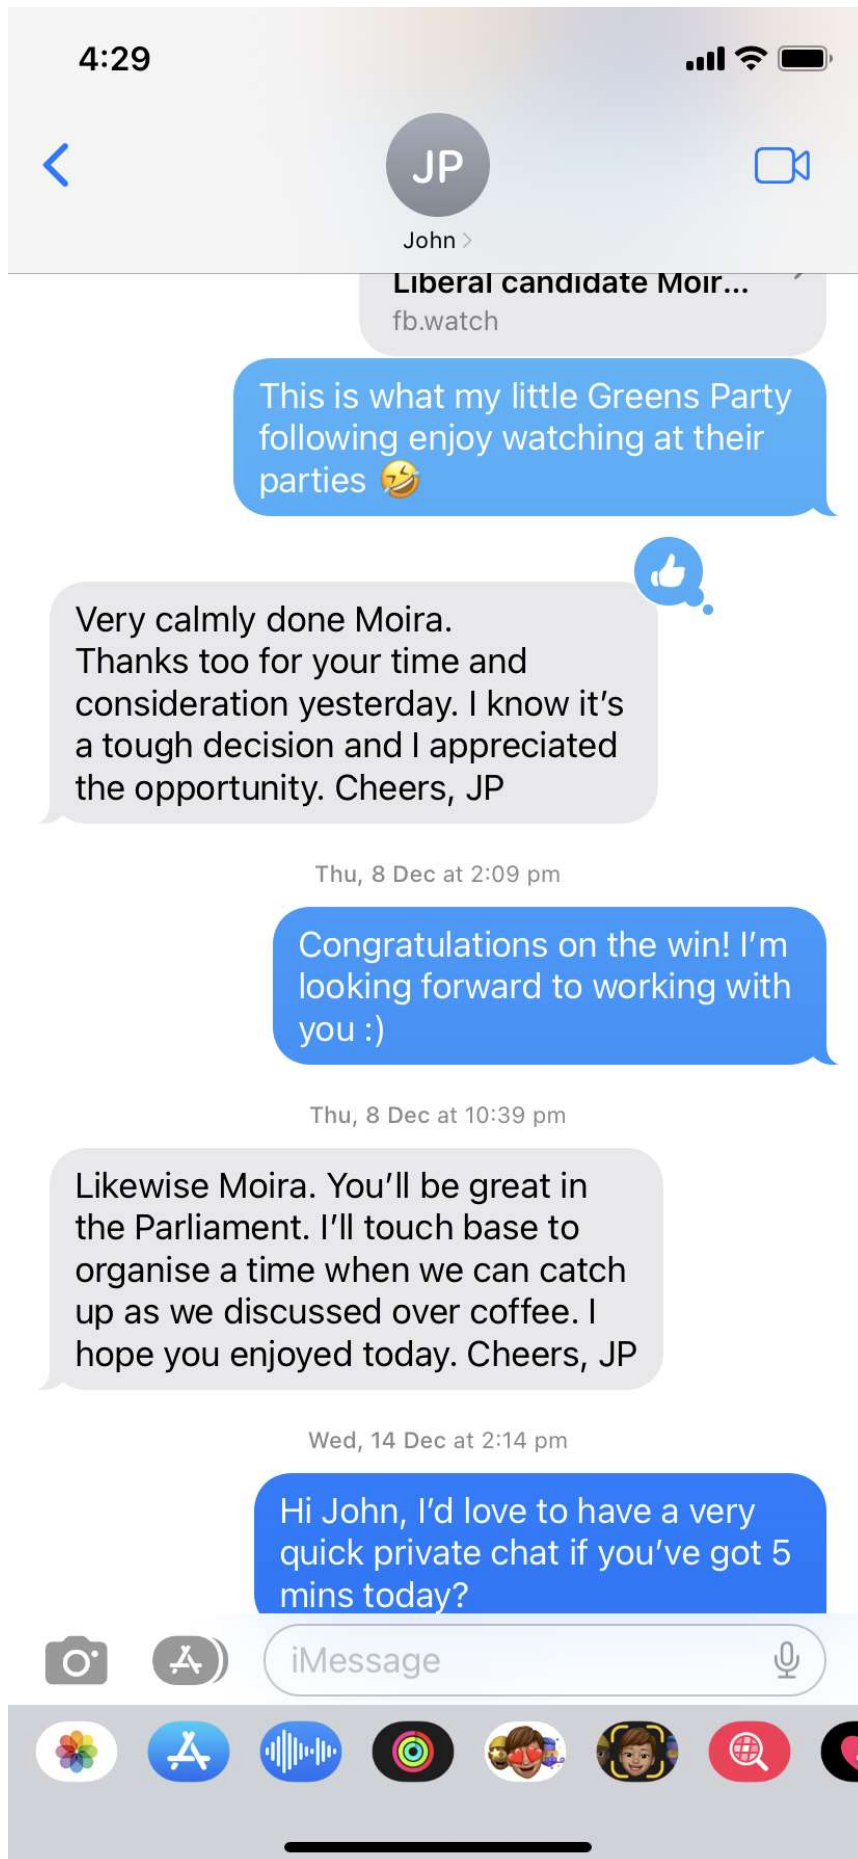 4:29
JP
John
Liberal candidate Moir...
fb.watch
This is what my little Greens Party
following enjoy watching at their
parties 🤣
Very calmly done Moira.
Thanks too for your time and
consideration yesterday. I know it’s
a tough decision and I appreciated
the opportunity. Cheers, JP
Thu, 8 Dec at 2:09 pm
Congratulations on the win! I’m
looking forward to working with
you :)
Thu, 8 Dec at 10:39 pm
Likewise Moira. You’ll be great in
the Parliament. I’ll touch base to
organise a time when we can catch
up as we discussed over coffee. I
hope you enjoyed today. Cheers, JP
Wed, 14 Dec at 2:14 pm
Hi John, I’d love to have a very
quick private chat if you’ve got 5
mins today?
iMessage